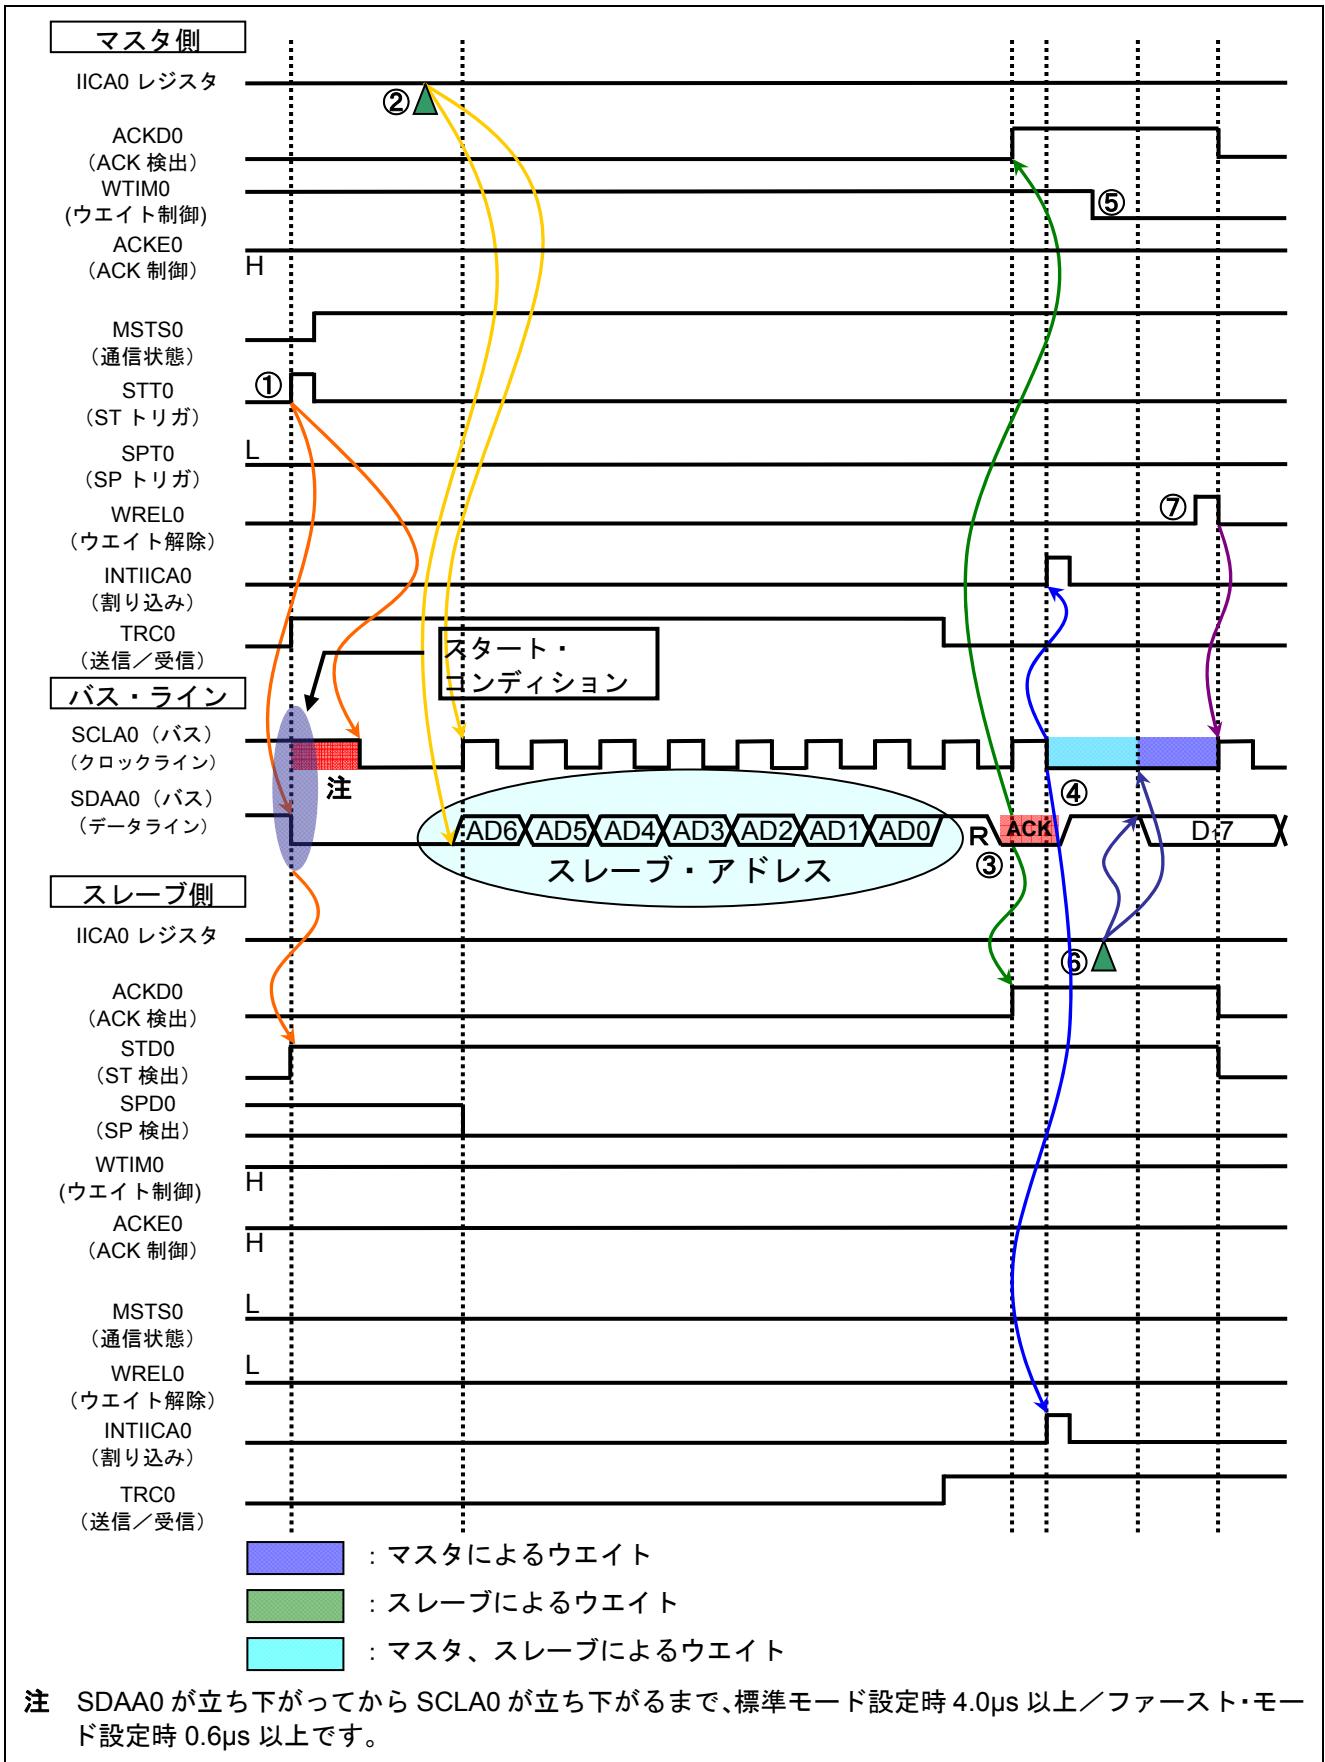 マスタ側
IICA0 レジスタ
②
ACKD0
（ACK 検出）
WTIM0
(ウエイト制御)
⑤
ACKE0
（ACK 制御）
H
MSTS0
（通信状態）
①
STT0
（ST トリガ）
SPT0
（SP トリガ）
L
WREL0
（ウエイト解除）
⑦
INTIICA0
（割り込み）
TRC0
（送信／受信）
スタート・
コンディション
バス・ライン
SCLA0（バス）
（クロックライン）
注
④
SDAA0（バス）
（データライン）
AD6 AD5 AD4 AD3 AD2 AD1 AD0 R ACK D₁7
③
スレーブ・アドレス
スレーブ側
IICA0 レジスタ
⑥
ACKD0
（ACK 検出）
STD0
（ST 検出）
SPD0
（SP 検出）
WTIM0
(ウエイト制御)
H
ACKE0
（ACK 制御）
H
MSTS0
（通信状態）
L
WREL0
（ウエイト解除）
L
INTIICA0
（割り込み）
TRC0
（送信／受信）
：マスタによるウエイト
：スレーブによるウエイト
：マスタ、スレーブによるウエイト
注 SDAA0 が立ち下がってから SCLA0 が立ち下がるまで、標準モード設定時 4.0μs 以上／ファースト・モー
ド設定時 0.6μs 以上です。